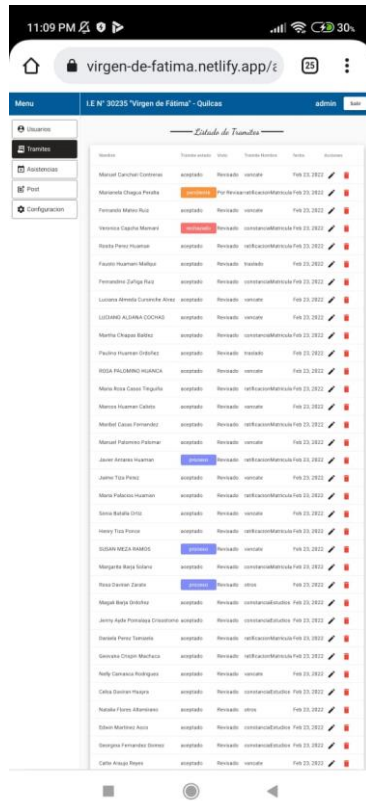 11:09 PM
30%
virgen-de-fatima.netlify.app/a
25
Menu
I.E N° 30235 "Virgen de Fátima" - Quilcas
admin
Salir
Usuarios
Tramites
Asistencias
Post
Configuracion
Listado de Tramites
Nombre Tramite estado Visto Tramite Nombre Fecha Acciones
Manuel Canchan Contreras aceptado Revisado vancate Feb 23, 2022
Marianela Chagua Peralta pendiente Por Revisar ratificacionMatricula Feb 23, 2022
Fernando Mateo Ruiz aceptado Revisado vancate Feb 23, 2022
Veronica Capcha Mamani rechazado Revisado constanciaMatricula Feb 23, 2022
Rosita Perez Huaman aceptado Revisado ratificacionMatricula Feb 23, 2022
Fausto Huamani Mallqui aceptado Revisado traslado Feb 23, 2022
Fernandino Zuñiga Ruiz aceptado Revisado constanciaMatricula Feb 23, 2022
Luciana Almeida Curiniche Alvez aceptado Revisado vancate Feb 23, 2022
LUCIANO ALDANA COCHAS aceptado Revisado vancate Feb 23, 2022
Martha Chiapas Baldez aceptado Revisado constanciaMatricula Feb 23, 2022
Paulina Huaman Ordoñez aceptado Revisado traslado Feb 23, 2022
ROSA PALOMINO HUANCA aceptado Revisado vancate Feb 23, 2022
Maria Rosa Casas Tinguiña aceptado Revisado ratificacionMatricula Feb 23, 2022
Marcos Huaman Calixto aceptado Revisado vancate Feb 23, 2022
Maribel Casas Fernandez aceptado Revisado ratificacionMatricula Feb 23, 2022
Manuel Palomino Palomar aceptado Revisado vancate Feb 23, 2022
Javier Antares Huaman proceso Revisado ratificacionMatricula Feb 23, 2022
Jaime Tiza Perez aceptado Revisado vancate Feb 23, 2022
Maria Palacios Huaman aceptado Revisado ratificacionMatricula Feb 23, 2022
Sonia Batalla Ortiz aceptado Revisado vancate Feb 23, 2022
Henry Tiza Ponce aceptado Revisado ratificacionMatricula Feb 23, 2022
SUSAN MEZA RAMOS proceso Revisado vancate Feb 23, 2022
Margarita Barja Solano aceptado Revisado constanciaMatricula Feb 23, 2022
Rosa Daviran Zarate proceso Revisado otros Feb 23, 2022
Magali Barja Ordoñez aceptado Revisado constanciaEstudios Feb 23, 2022
Jenny Ayde Pomalaya Crisostomo aceptado Revisado constanciaEstudios Feb 23, 2022
Daniela Perez aceptado Revisado ratificacionMatricula Feb 23, 2022
Geovana Crispin Machuca aceptado Revisado ratificacionMatricula Feb 23, 2022
Nelly Carrasco Rodriguez aceptado Revisado vancate Feb 23, 2022
Celia Daviran Huayra aceptado Revisado constanciaEstudios Feb 23, 2022
Natalia Flores Altamirano aceptado Revisado otros Feb 23, 2022
Edwin Martinez aceptado Revisado constanciaEstudios Feb 23, 2022
Georgina Fernandez Gomez aceptado Revisado constanciaEstudios Feb 23, 2022
Catie Araujo Reyes aceptado Revisado vancate Feb 23, 2022